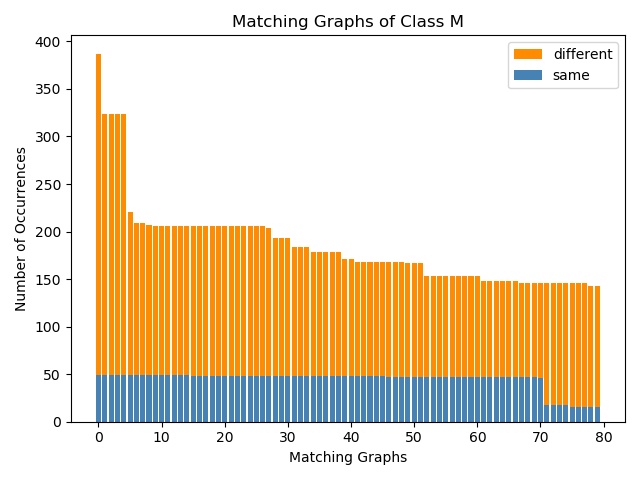 Matching Graphs of Class M
different
same
Number of Occurrences
400
350
300
250
200
150
100
50
0
0 10 20 30 40 50 60 70 80
Matching Graphs